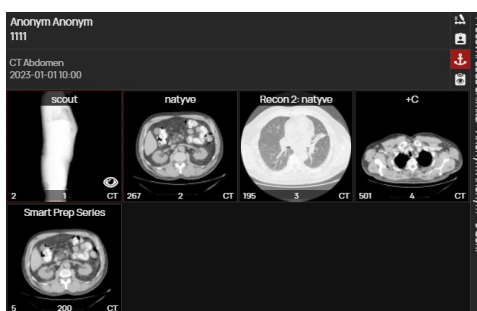 Anonym Anonym
1111
CT Abdomen
2023-01-01 10:00
scout
2 1 CT
natyve
267 2 CT
Recon 2: natyve
195 3 CT
+C
501 4 CT
Smart Prep Series
5 200 CT